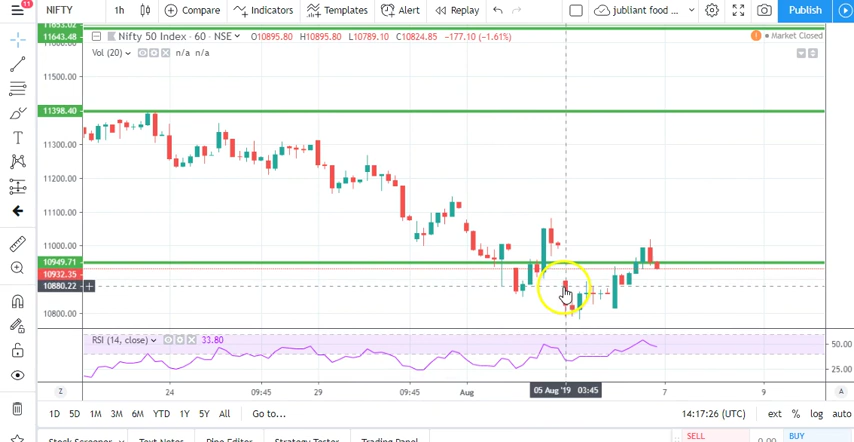 11
NIFTY 1h Compare Indicators Templates Alert Replay jubliant food ... Publish
11643.48 Nifty 50 Index • 60 • NSE O10895.80 H10895.80 L10789.10 C10824.85 −177.10 (−1.61%) ! Market Closed
Vol (20) n/a n/a
11500.00
11398.40
11300.00
11200.00
11100.00
11000.00
10949.71
10932.35
10880.22
10800.00
RSI (14, close) 33.80
50.00
25.00
Z 24 09:45 29 09:45 Aug 05 Aug '19 03:45 7 9 A
1D 5D 1M 3M 6M YTD 1Y 5Y All Go to... 14:17:26 (UTC) ext % log auto
Stock Screener Text Notes Pine Editor Strategy Tester Trading Panel SELL BUY